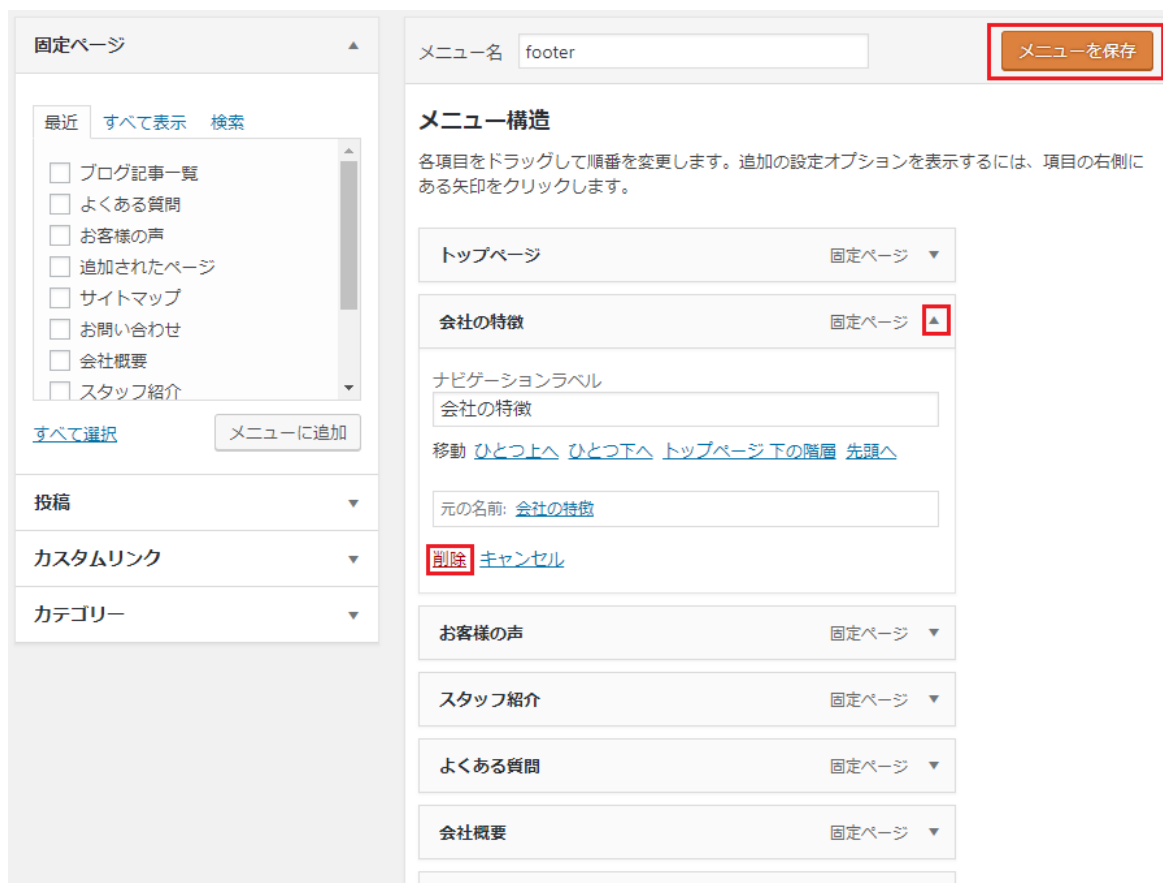 固定ページ
最近 すべて表示 検索
ブログ記事一覧
よくある質問
お客様の声
追加されたページ
サイトマップ
お問い合わせ
会社概要
スタッフ紹介
すべて選択 メニューに追加
投稿
カスタムリンク
カテゴリー
メニュー名 footer メニューを保存
メニュー構造
各項目をドラッグして順番を変更します。追加の設定オプションを表示するには、項目の右側に
ある矢印をクリックします。
トップページ 固定ページ
会社の特徴 固定ページ
ナビゲーションラベル
会社の特徴
移動 ひとつ上へ ひとつ下へ トップページ 下の階層 先頭へ
元の名前: 会社の特徴
削除 キャンセル
お客様の声 固定ページ
スタッフ紹介 固定ページ
よくある質問 固定ページ
会社概要 固定ページ